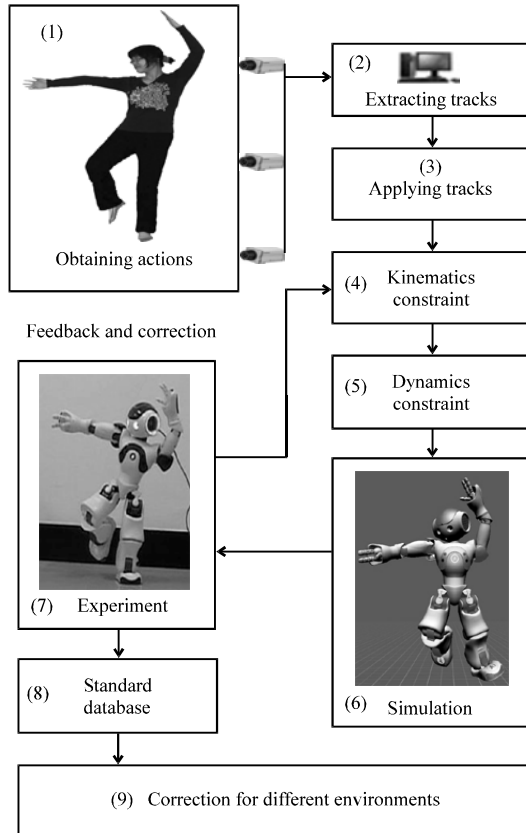 (1)
Obtaining actions
(2)
Extracting tracks
(3)
Applying tracks
(4)
Kinematics
constraint
(5)
Dynamics
constraint
(6)
Simulation
Feedback and correction
(7)
Experiment
(8)
Standard
database
(9) Correction for different environments